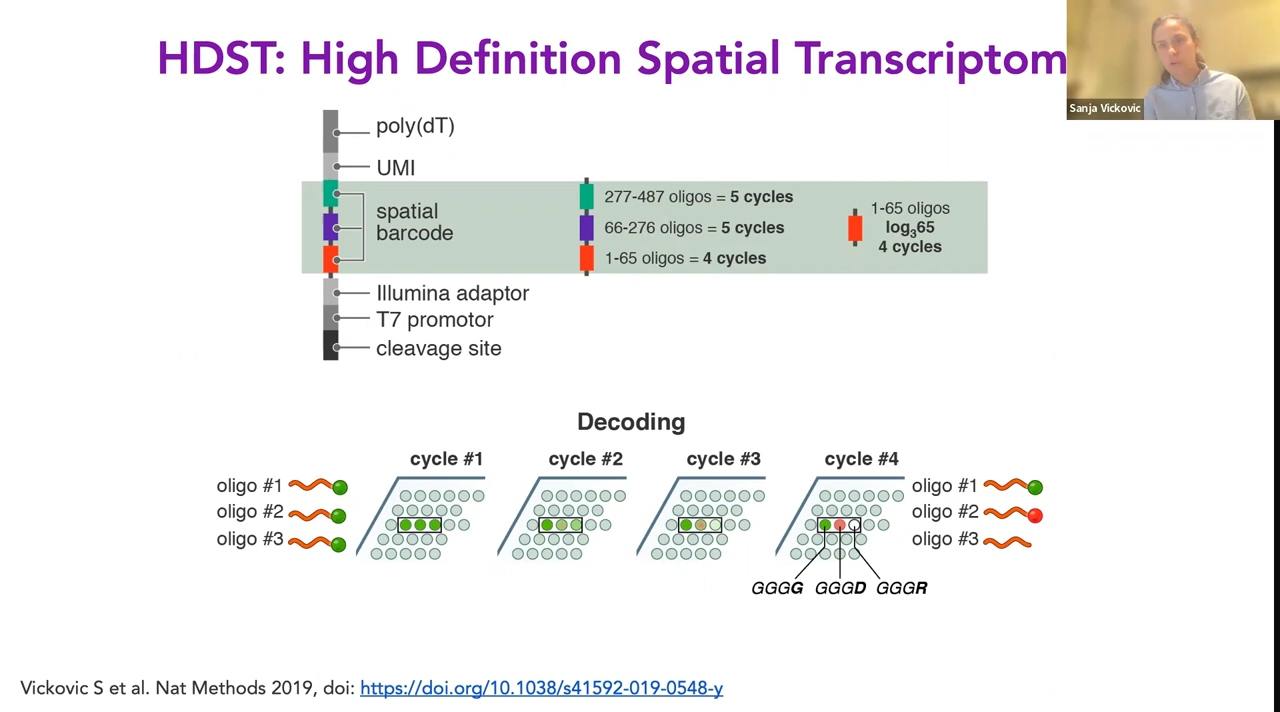 HDST: High Definition Spatial Transcriptom
Sanja Vickovic
poly(dT)
UMI
spatial
barcode
277-487 oligos = 5 cycles
66-276 oligos = 5 cycles
1-65 oligos = 4 cycles
1-65 oligos
log₃65
4 cycles
Illumina adaptor
T7 promotor
cleavage site
Decoding
cycle #1 cycle #2 cycle #3 cycle #4
oligo #1
oligo #2
oligo #3
oligo #1
oligo #2
oligo #3
GGGG GGGD GGGR
Vickovic S et al. Nat Methods 2019, doi: https://doi.org/10.1038/s41592-019-0548-y